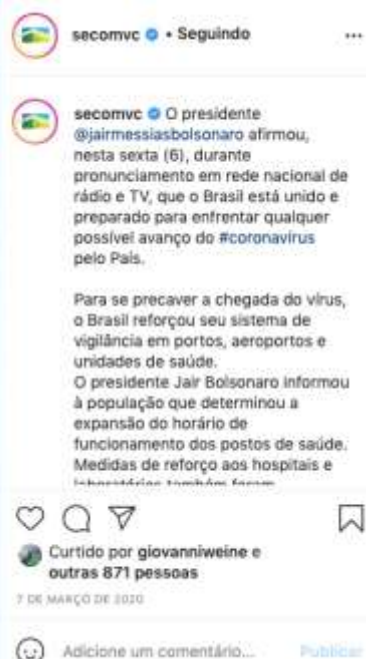 secomvc • Seguindo
secomvc O presidente
@jairmessiasbolsonaro afirmou,
nesta sexta (6), durante
pronunciamento em rede nacional de
rádio e TV, que o Brasil está unido e
preparado para enfrentar qualquer
possível avanço do #coronavírus
pelo País.
Para se precaver a chegada do vírus,
o Brasil reforçou seu sistema de
vigilância em portos, aeroportos e
unidades de saúde.
O presidente Jair Bolsonaro informou
à população que determinou a
expansão do horário de
funcionamento dos postos de saúde.
Medidas de reforço aos hospitais e
laboratórios também foram
Curtido por giovanniweine e
outras 871 pessoas
7 DE MARÇO DE 2020
Adicione um comentário... Publicar